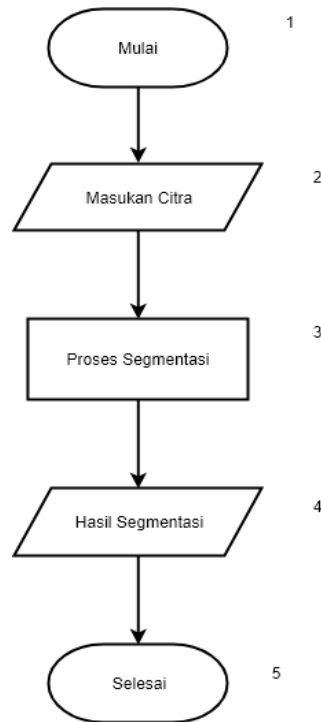 Mulai 1
Masukan Citra 2
Proses Segmentasi 3
Hasil Segmentasi 4
Selesai 5